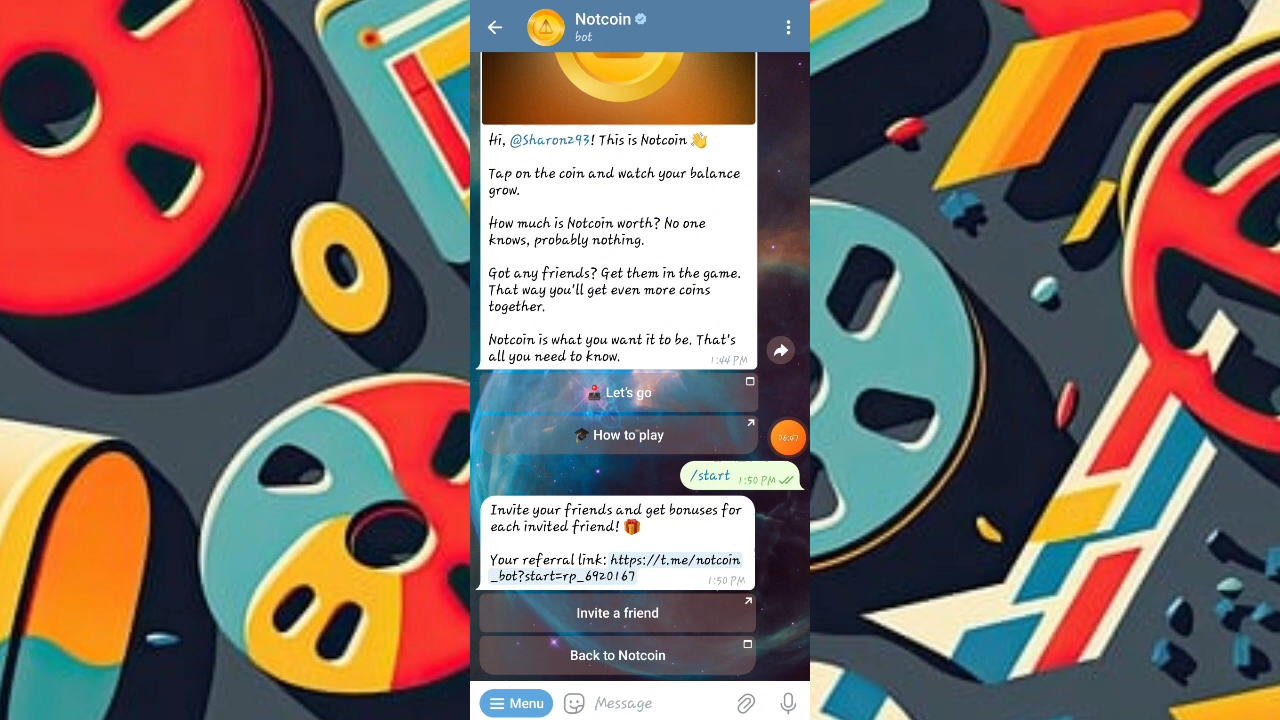 Notcoin
bot
Hi, @Sharonz93! This is Notcoin 👋
Tap on the coin and watch your balance
grow.
How much is Notcoin worth? No one
knows, probably nothing.
Got any friends? Get them in the game.
That way you'll get even more coins
together.
Notcoin is what you want it to be. That's
all you need to know.
1:44 PM
🕹 Let's go
🎓 How to play
06:47
/start 1:50 PM
Invite your friends and get bonuses for
each invited friend! 🎁
Your referral link: https://t.me/notcoin
_bot?start=rp_6920167
1:50 PM
Invite a friend
Back to Notcoin
Menu
Message